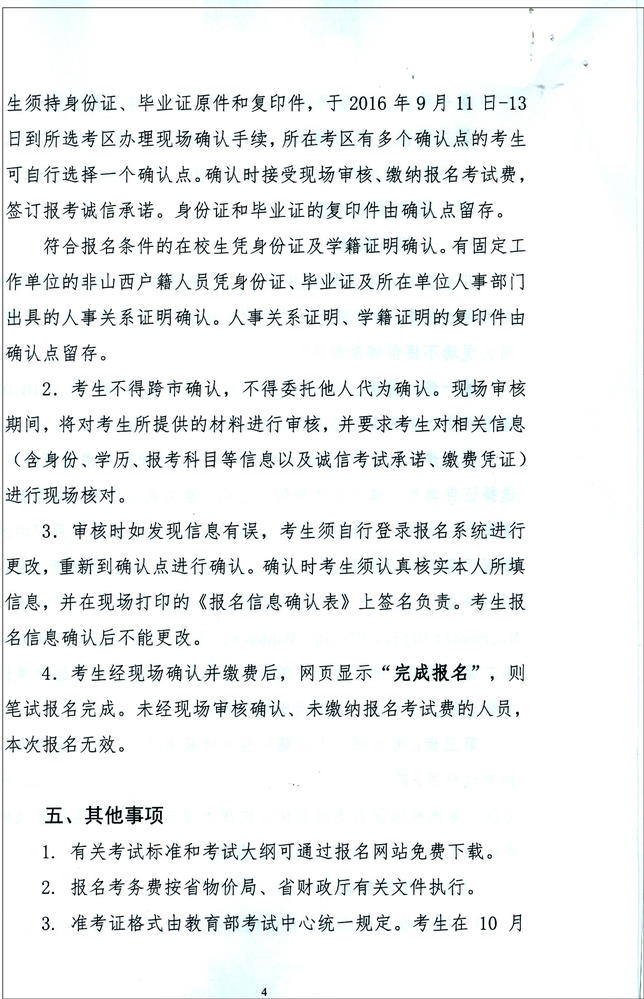 生须持身份证、毕业证原件和复印件，于 2016 年 9 月 11 日-13
日到所选考区办理现场确认手续，所在考区有多个确认点的考生
可自行选择一个确认点。确认时接受现场审核、缴纳报名考试费，
签订报考诚信承诺。身份证和毕业证的复印件由确认点留存。
符合报名条件的在校生凭身份证及学籍证明确认。有固定工
作单位的非山西户籍人员凭身份证、毕业证及所在单位人事部门
出具的人事关系证明确认。人事关系证明、学籍证明的复印件由
确认点留存。
2．考生不得跨市确认，不得委托他人代为确认。现场审核
期间，将对考生所提供的材料进行审核，并要求考生对相关信息
（含身份、学历、报考科目等信息以及诚信考试承诺、缴费凭证）
进行现场核对。
3．审核时如发现信息有误，考生须自行登录报名系统进行
更改，重新到确认点进行确认。确认时考生须认真核实本人所填
信息，并在现场打印的《报名信息确认表》上签名负责。考生报
名信息确认后不能更改。
4．考生经现场确认并缴费后，网页显示“完成报名”，则
笔试报名完成。未经现场审核确认、未缴纳报名考试费的人员，
本次报名无效。
五、其他事项
1. 有关考试标准和考试大纲可通过报名网站免费下载。
2. 报名考务费按省物价局、省财政厅有关文件执行。
3. 准考证格式由教育部考试中心统一规定。考生在 10 月
4